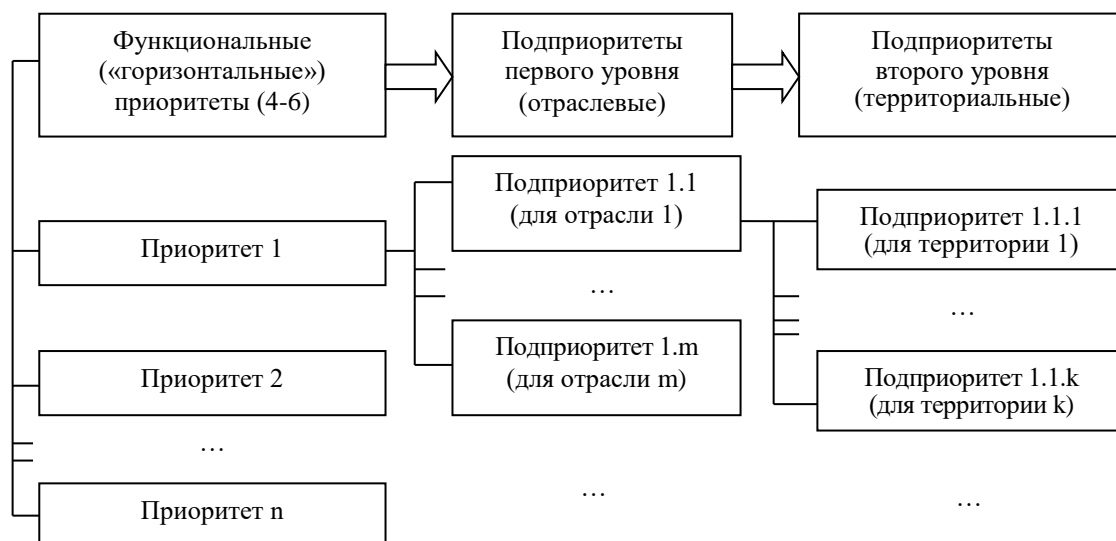 Функциональные
(«горизонтальные»)
приоритеты (4-6)
Подприоритеты
первого уровня
(отраслевые)
Подприоритеты
второго уровня
(территориальные)
Приоритет 1
Подприоритет 1.1
(для отрасли 1)
Подприоритет 1.1.1
(для территории 1)
…
…
Подприоритет 1.m
(для отрасли m)
Приоритет 2
Подприоритет 1.1.k
(для территории k)
…
Приоритет n
…
…